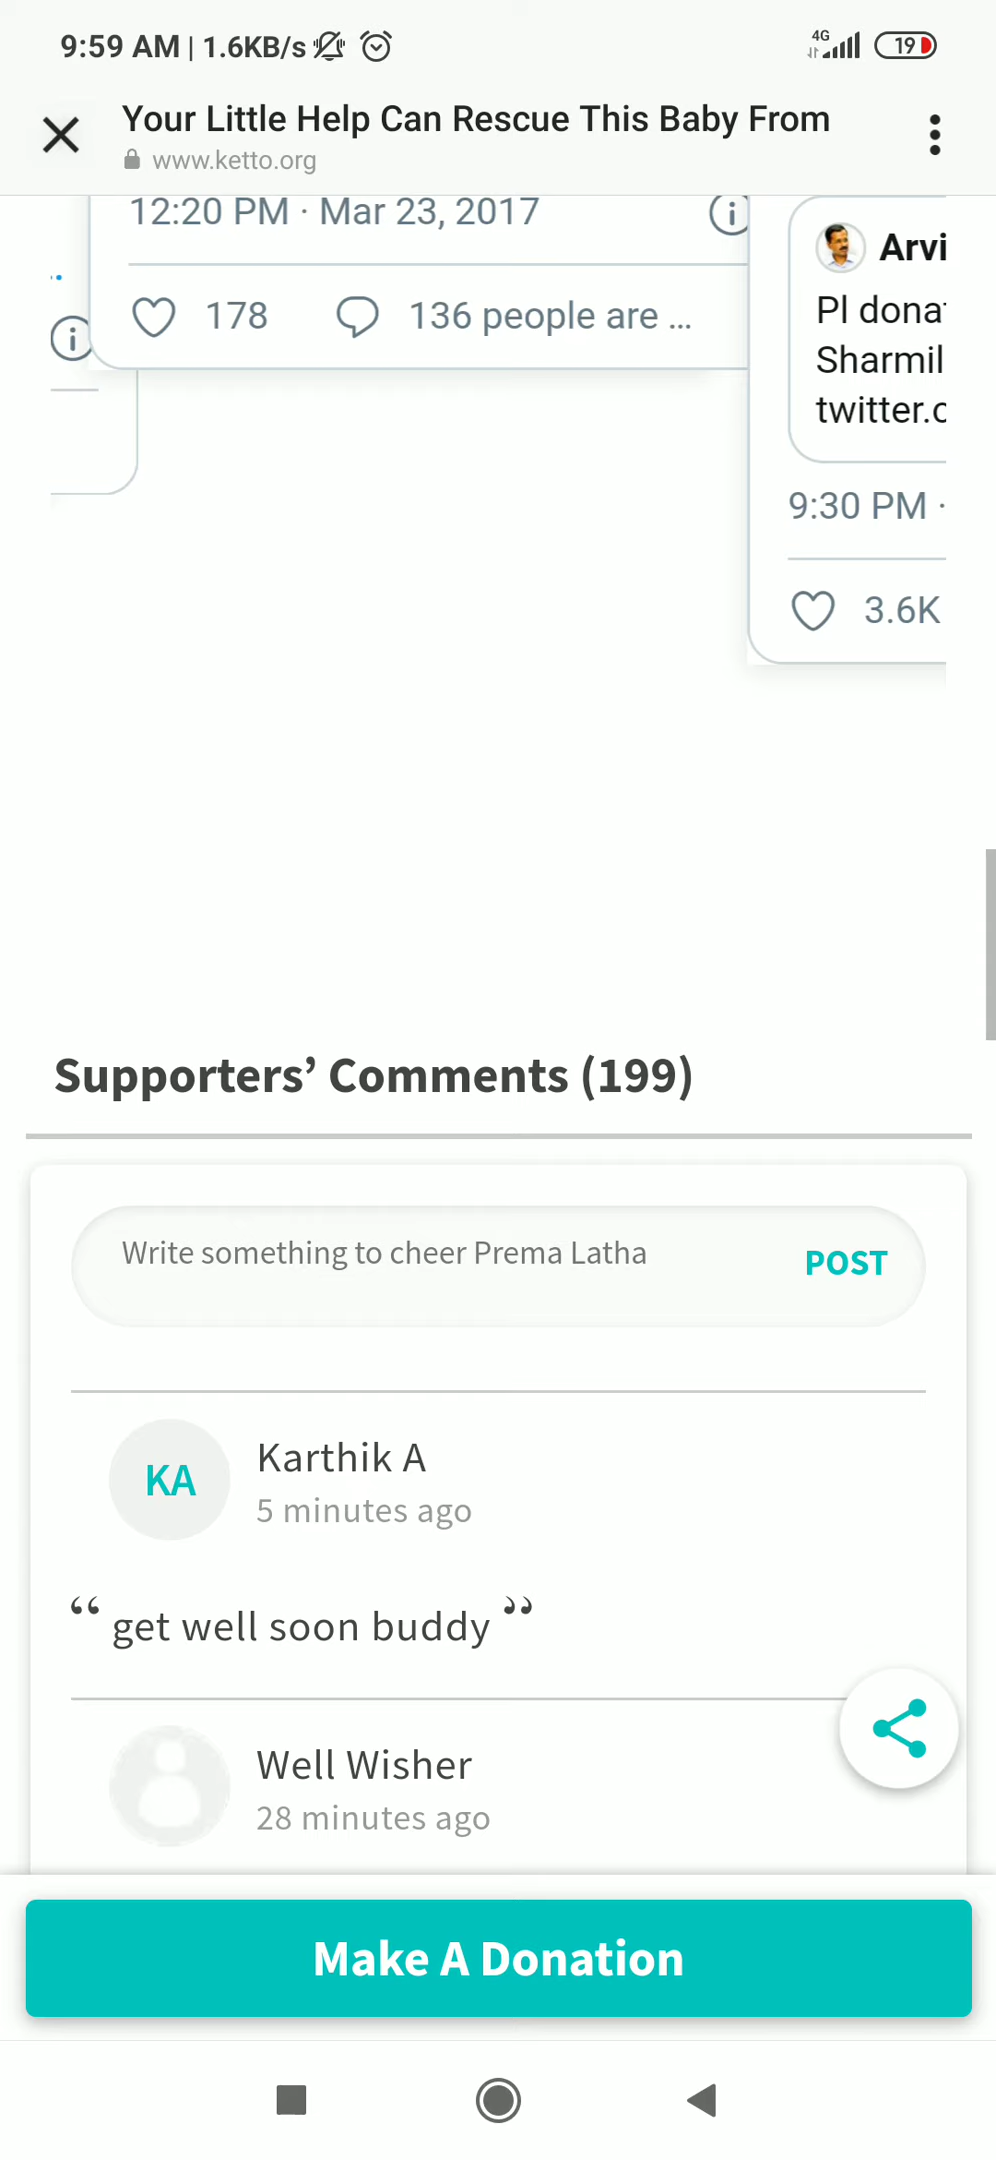 9:59 AM | 1.6KB/s
4G
19
Your Little Help Can Rescue This Baby From
www.ketto.org
12:20 PM · Mar 23, 2017
178
136 people are ...
Arvi
Pl dona
Sharmil
twitter.c
9:30 PM ·
3.6K
Supporters’ Comments (199)
Write something to cheer Prema Latha
POST
KA
Karthik A
5 minutes ago
“ get well soon buddy ”
Well Wisher
28 minutes ago
Make A Donation